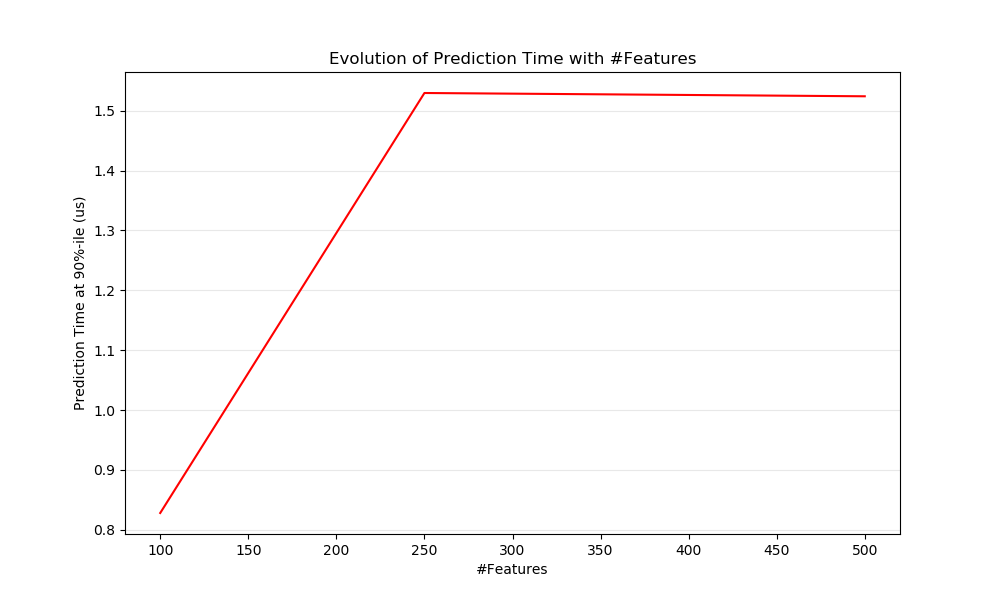 Evolution of Prediction Time with #Features
Prediction Time at 90%-ile (us)
1.5
1.4
1.3
1.2
1.1
1.0
0.9
0.8
100 150 200 250 300 350 400 450 500
#Features